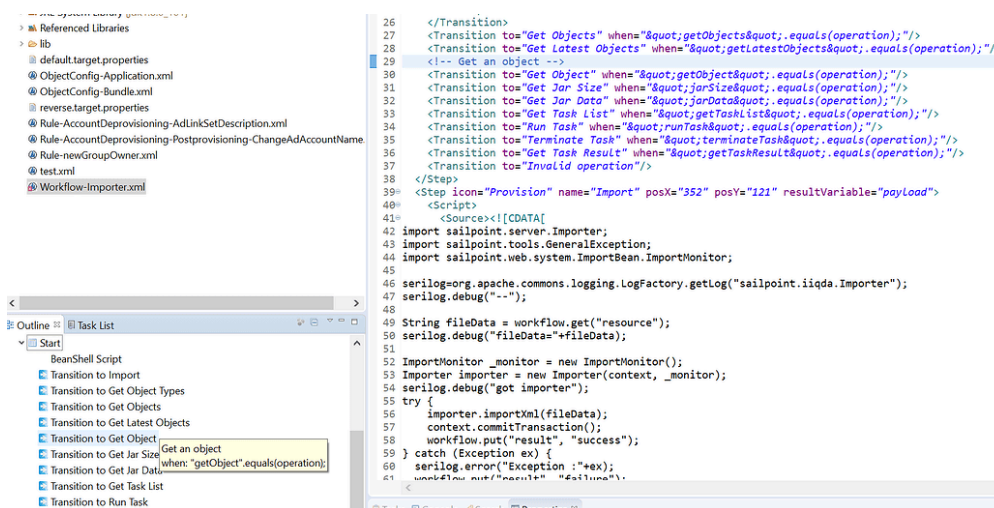 Referenced Libraries
lib
default.target.properties
ObjectConfig-Application.xml
ObjectConfig-Bundle.xml
reverse.target.properties
Rule-AccountDeprovisioning-AdLinkSetDescription.xml
Rule-AccountDeprovisioning-Postprovisioning-ChangeAdAccountName.
Rule-newGroupOwner.xml
test.xml
Workflow-Importer.xml
Outline Task List
Start
BeanShell Script
Transition to Import
Transition to Get Object Types
Transition to Get Objects
Transition to Get Latest Objects
Transition to Get Object
Transition to Get Jar Size
Transition to Get Jar Data
Transition to Get Task List
Transition to Run Task
Get an object
when: "getObject".equals(operation);
26 </Transition>
27 <Transition to="Get Objects" when="&quot;getObjects&quot;.equals(operation);"/>
28 <Transition to="Get Latest Objects" when="&quot;getLatestObjects&quot;.equals(operation);"/
29 <!-- Get an object -->
30 <Transition to="Get Object" when="&quot;getObject&quot;.equals(operation);"/>
31 <Transition to="Get Jar Size" when="&quot;jarSize&quot;.equals(operation);"/>
32 <Transition to="Get Jar Data" when="&quot;jarData&quot;.equals(operation);"/>
33 <Transition to="Get Task List" when="&quot;getTaskList&quot;.equals(operation);"/>
34 <Transition to="Run Task" when="&quot;runTask&quot;.equals(operation);"/>
35 <Transition to="Terminate Task" when="&quot;terminateTask&quot;.equals(operation);"/>
36 <Transition to="Get Task Result" when="&quot;getTaskResult&quot;.equals(operation);"/>
37 <Transition to="Invalid operation"/>
38 </Step>
39 <Step icon="Provision" name="Import" posX="352" posY="121" resultVariable="payload">
40 <Script>
41 <Source><![CDATA[
42 import sailpoint.server.Importer;
43 import sailpoint.tools.GeneralException;
44 import sailpoint.web.system.ImportBean.ImportMonitor;
45
46 serilog=org.apache.commons.logging.LogFactory.getLog("sailpoint.iiqda.Importer");
47 serilog.debug("--");
48
49 String fileData = workflow.get("resource");
50 serilog.debug("fileData="+fileData);
51
52 ImportMonitor _monitor = new ImportMonitor();
53 Importer importer = new Importer(context, _monitor);
54 serilog.debug("got importer");
55 try {
56 importer.importXml(fileData);
57 context.commitTransaction();
58 workflow.put("result", "success");
59 } catch (Exception ex) {
60 serilog.error("Exception :"+ex);
61 workflow.put("result", "failure");